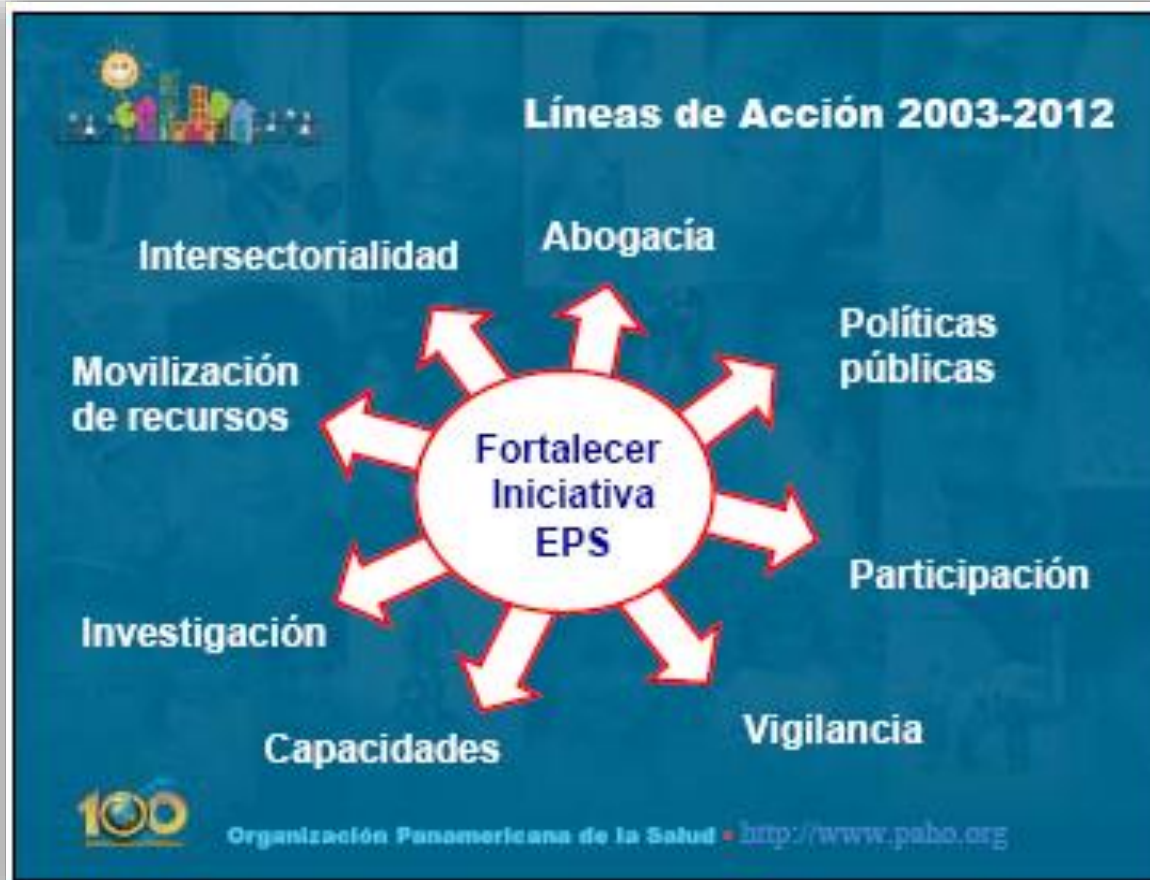 Líneas de Acción 2003-2012
Abogacía
Intersectorialidad
Políticas
públicas
Movilización
de recursos
Fortalecer
Iniciativa
EPS
Participación
Investigación
Vigilancia
Capacidades
100
Organización Panamericana de la Salud • http://www.paho.org